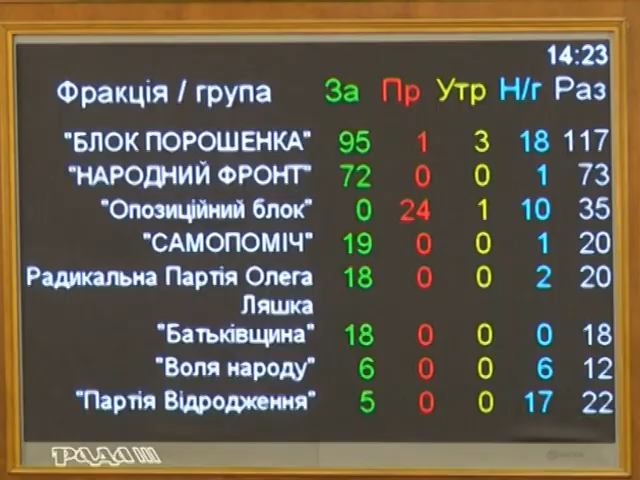 14:23
Фракція / група За Пр Утр Н/г Раз
"БЛОК ПОРОШЕНКА" 95 1 3 18 117
"НАРОДНИЙ ФРОНТ" 72 0 0 1 73
"Опозиційний блок" 0 24 1 10 35
"САМОПОМІЧ" 19 0 0 1 20
Радикальна Партія Олега 18 0 0 2 20
Ляшка
"Батьківщина" 18 0 0 0 18
"Воля народу" 6 0 0 6 12
"Партія Відродження" 5 0 0 17 22
РАДА